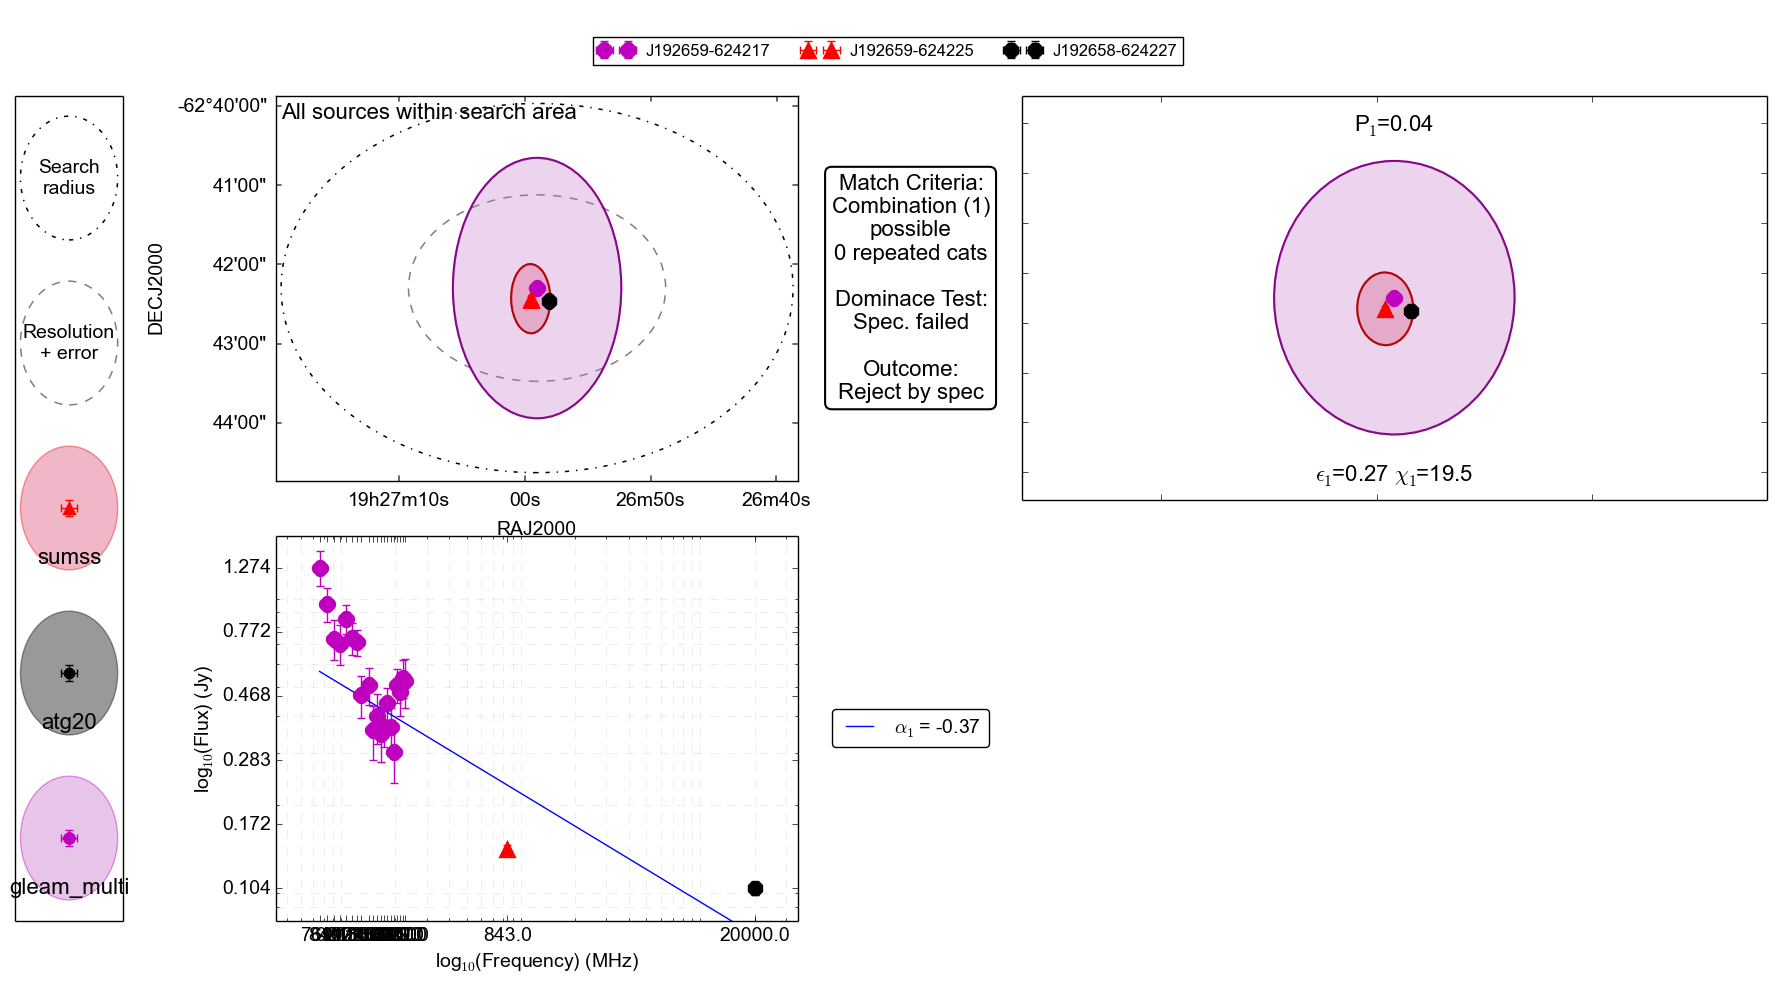 J192659-624217
J192659-624225
J192658-624227
Search
radius
Resolution
+ error
sumss
atg20
gleam_multi
All sources within search area
DECJ2000
-62°40'00"
41'00"
42'00"
43'00"
44'00"
19h27m10s
00s
26m50s
26m40s
RAJ2000
Match Criteria:
Combination (1)
possible
0 repeated cats
Dominace Test:
Spec. failed
Outcome:
Reject by spec
P₁=0.04
ϵ₁=0.27 χ₁=19.5
log₁₀(Flux) (Jy)
1.274
0.772
0.468
0.283
0.172
0.104
843.0
20000.0
log₁₀(Frequency) (MHz)
α₁ = -0.37